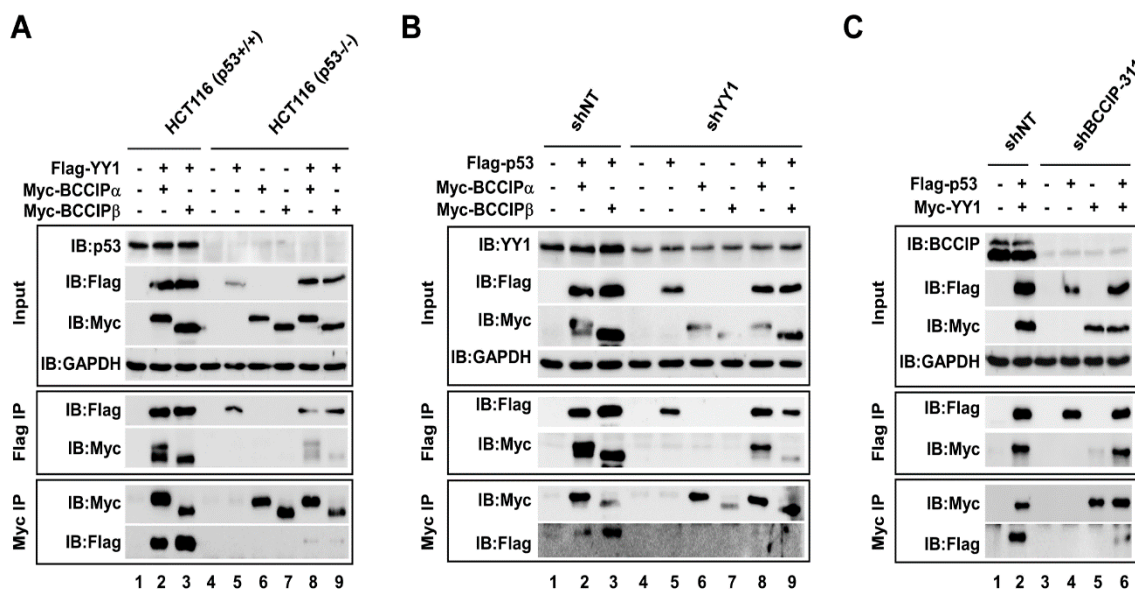 A
HCT116 (p53+/+)
HCT116 (p53-/-)
Flag-YY1 - + + - + - - + +
Myc-BCCIPα - + - - - + - + -
Myc-BCCIPβ - - + - - - + - +
Input
IB:p53
IB:Flag
IB:Myc
IB:GAPDH
Flag IP
IB:Flag
IB:Myc
Myc IP
IB:Myc
IB:Flag
1 2 3 4 5 6 7 8 9
B
shNT
shYY1
Flag-p53 - + + - + - - + +
Myc-BCCIPα - + - - - + - + -
Myc-BCCIPβ - - + - - - + - +
Input
IB:YY1
IB:Flag
IB:Myc
IB:GAPDH
Flag IP
IB:Flag
IB:Myc
Myc IP
IB:Myc
IB:Flag
1 2 3 4 5 6 7 8 9
C
shNT
shBCCIP-311
Flag-p53 - + - + - +
Myc-YY1 - + - - + +
Input
IB:BCCIP
IB:Flag
IB:Myc
IB:GAPDH
Flag IP
IB:Flag
IB:Myc
Myc IP
IB:Myc
IB:Flag
1 2 3 4 5 6